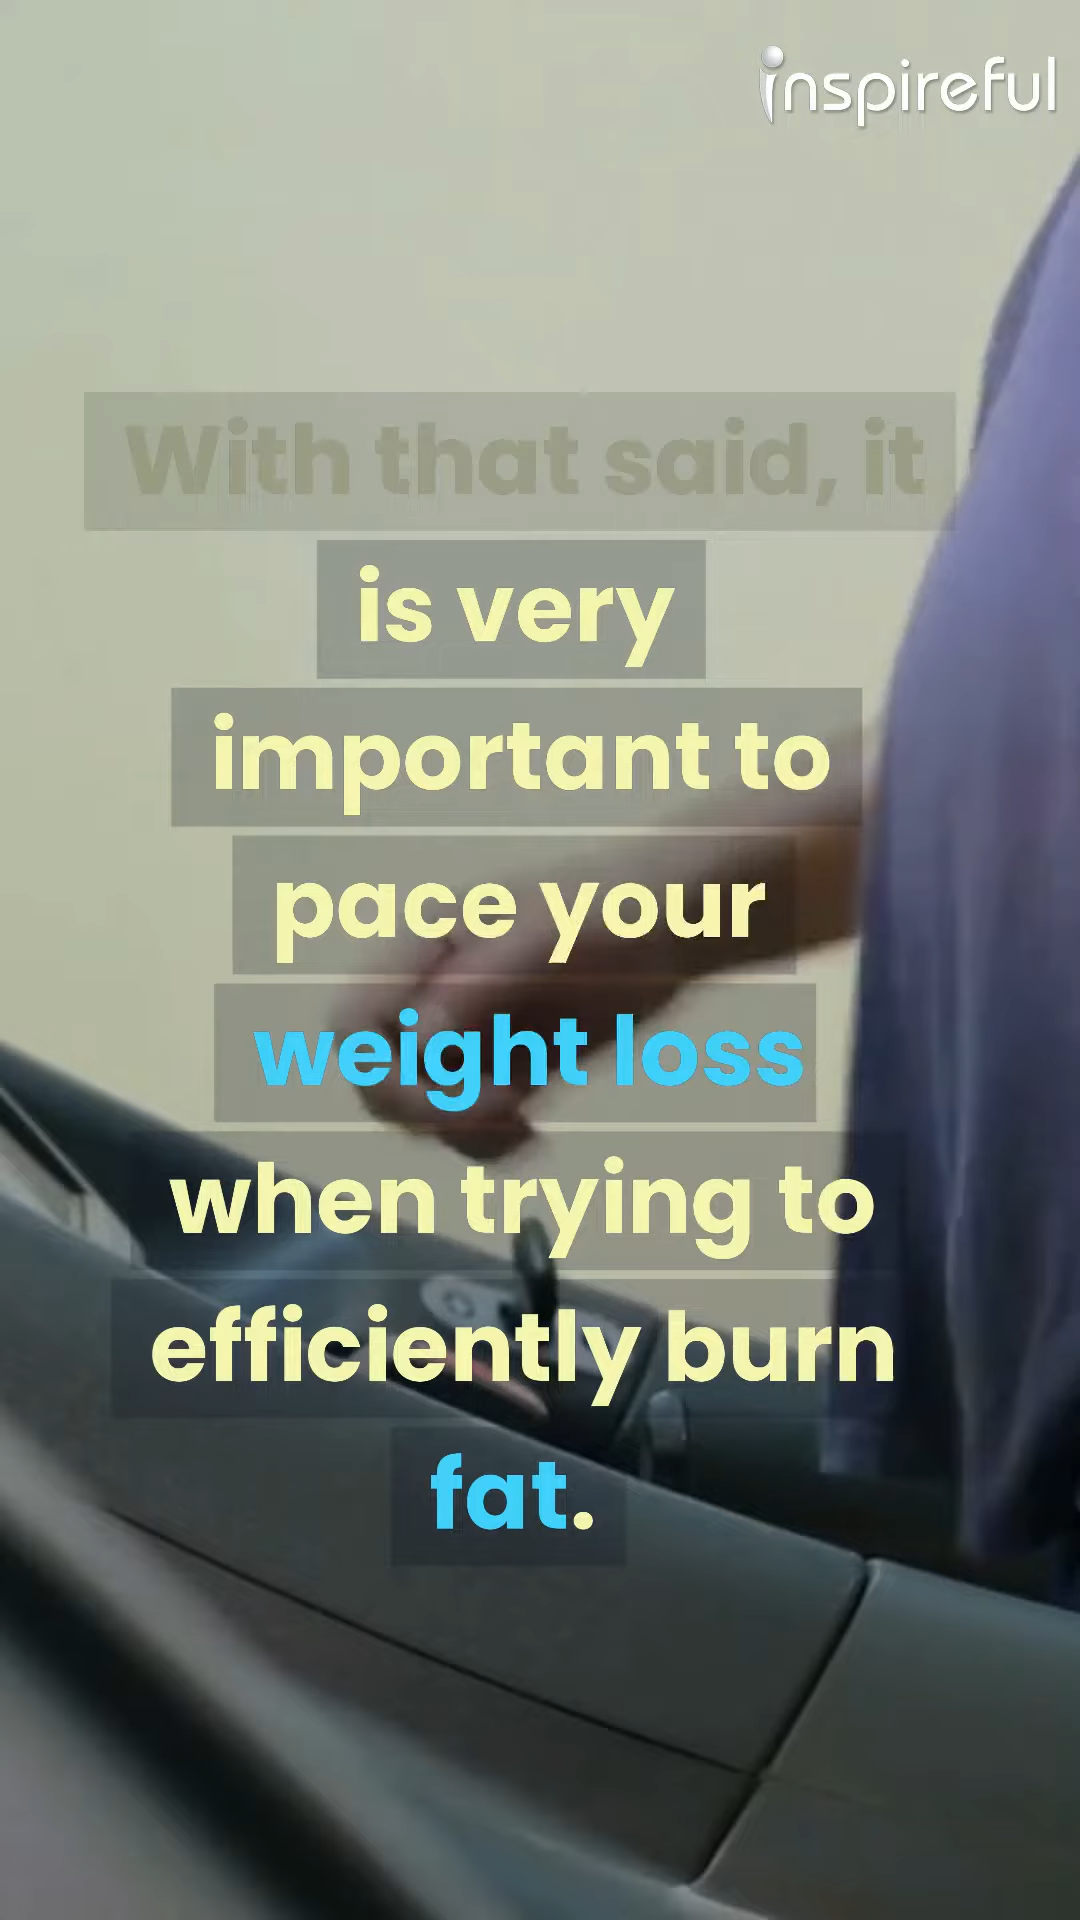 inspireful
With that said, it
is very
important to
pace your
weight loss
when trying to
efficiently burn
fat.